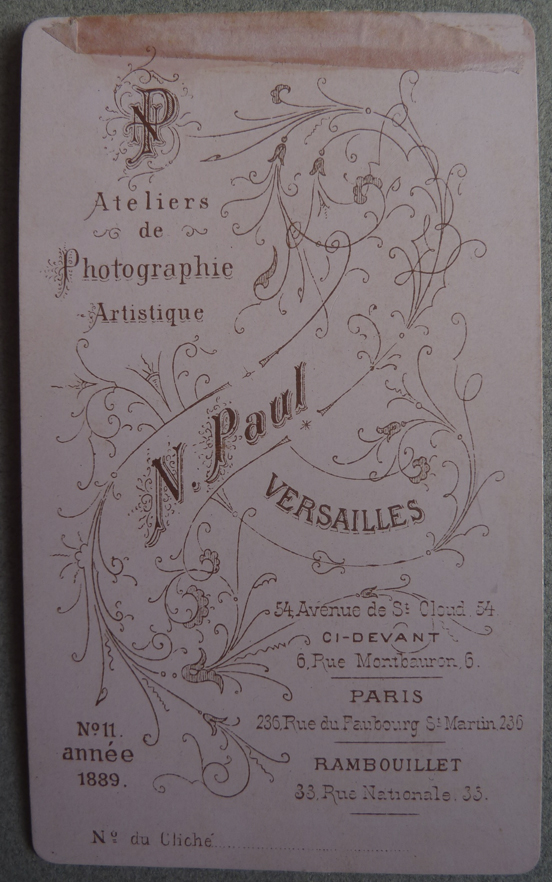 NP
Ateliers
de
Photographie
Artistique
N. Paul
VERSAILLES
54, Avenue de St Cloud, 54.
CI-DEVANT
6, Rue Montbauron, 6.
PARIS
236, Rue du Faubourg St Martin, 236
RAMBOUILLET
33, Rue Nationale, 33.
No 11.
année
1889.
No du Cliché